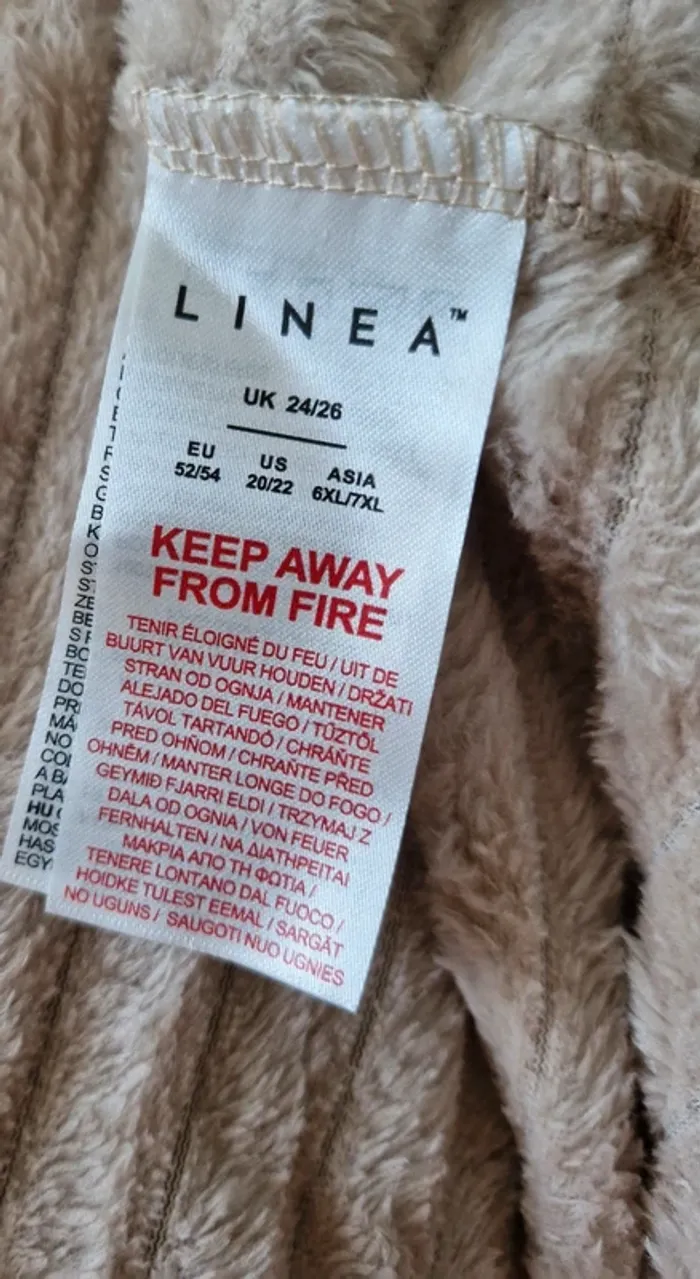 LINEA™
UK 24/26
EU US ASIA
52/54 20/22 6XL/7XL
KEEP AWAY
FROM FIRE
TENIR ÉLOIGNÉ DU FEU / UIT DE
BUURT VAN VUUR HOUDEN / DRŽATI
STRAN OD OGNJA / MANTENER
ALEJADO DEL FUEGO / TŰZTŐL
TÁVOL TARTANDÓ / CHRÁŇTE
PRED OHŇOM / CHRAŇTE PŘED
OHNĚM / MANTER LONGE DO FOGO /
GEYMIÐ FJARRI ELDI / TRZYMAJ Z
DALA OD OGNIA / VON FEUER
FERNHALTEN / ΝΑ ΔΙΑΤΗΡΕΙΤΑΙ
ΜΑΚΡΙΑ ΑΠΟ ΤΗ ΦΩΤΙΑ /
TENERE LONTANO DAL FUOCO /
HOIDKE TULEST EEMAL / SARGĀT
NO UGUNS / SAUGOTI NUO UGNIES